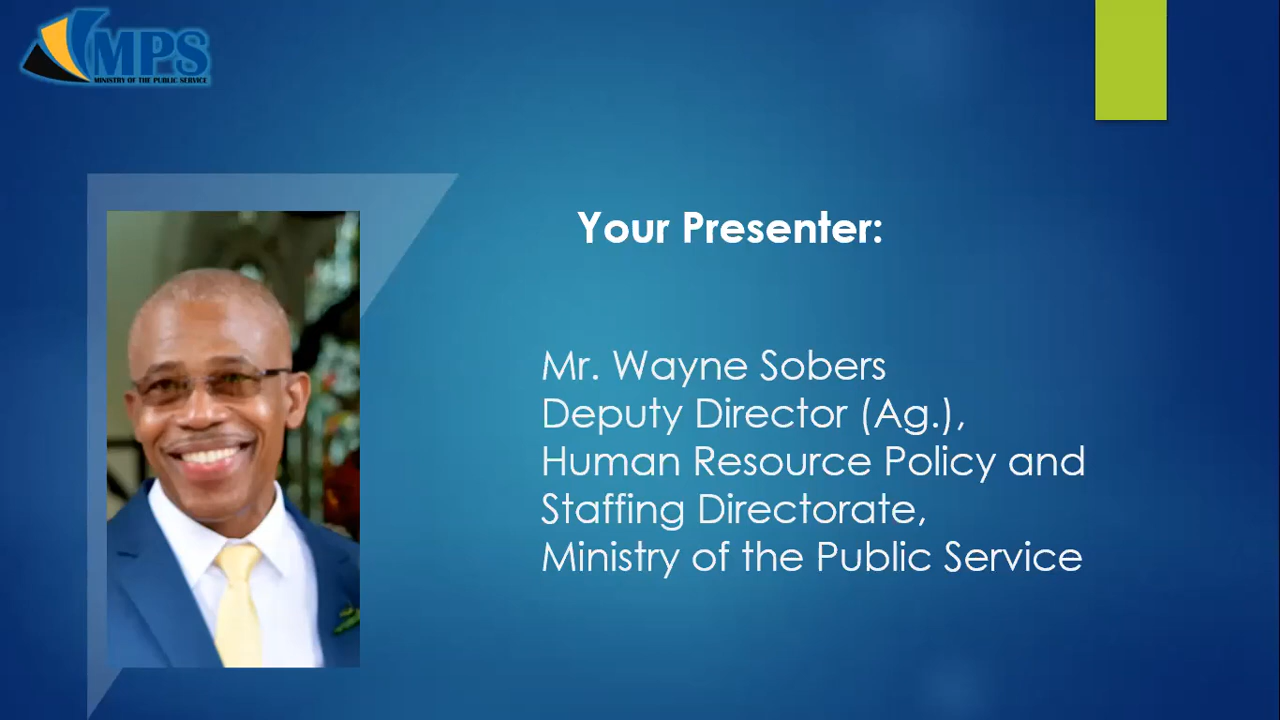 MPS
MINISTRY OF THE PUBLIC SERVICE
Your Presenter:
Mr. Wayne Sobers
Deputy Director (Ag.),
Human Resource Policy and
Staffing Directorate,
Ministry of the Public Service